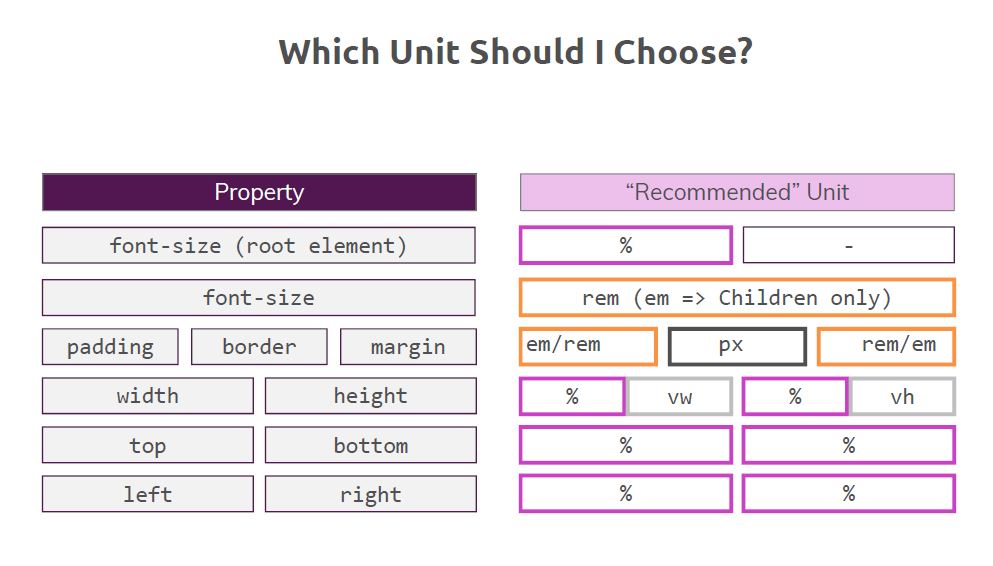 Which Unit Should I Choose?
Property “Recommended” Unit
font-size (root element) % -
font-size rem (em => Children only)
padding border margin em/rem px rem/em
width height % vw % vh
top bottom % %
left right % %